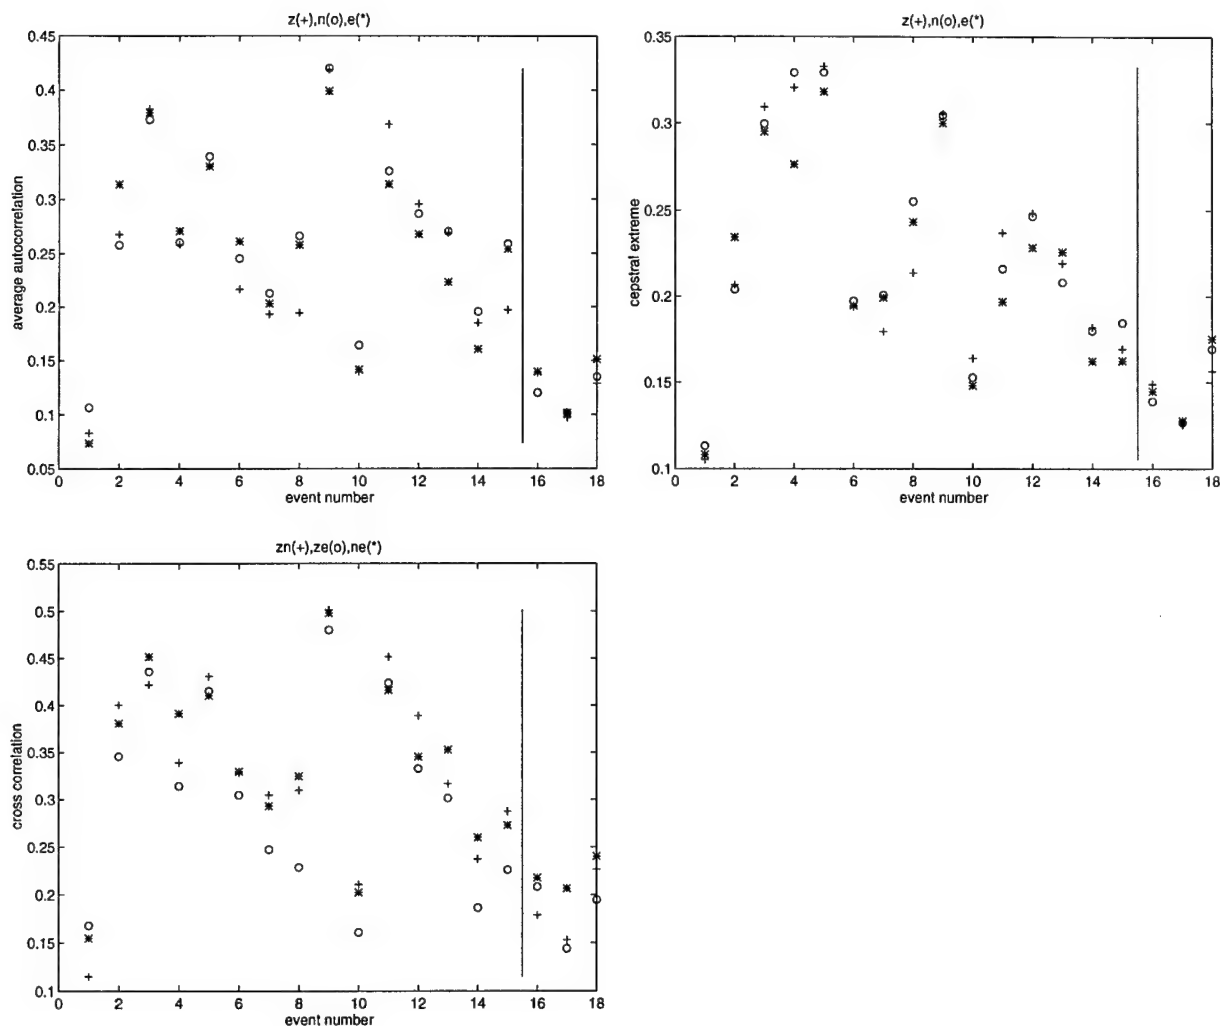 z(+),n(o),e(*)
0.45
0.4
0.35
0.3
0.25
0.2
0.15
0.1
0.05
average autocorrelation
0 2 4 6 8 10 12 14 16 18
event number
z(+),n(o),e(*)
0.35
0.3
0.25
0.2
0.15
0.1
cepstral extreme
0 2 4 6 8 10 12 14 16 18
event number
zn(+),ze(o),ne(*)
0.55
0.5
0.45
0.4
0.35
0.3
0.25
0.2
0.15
0.1
cross correlation
0 2 4 6 8 10 12 14 16 18
event number